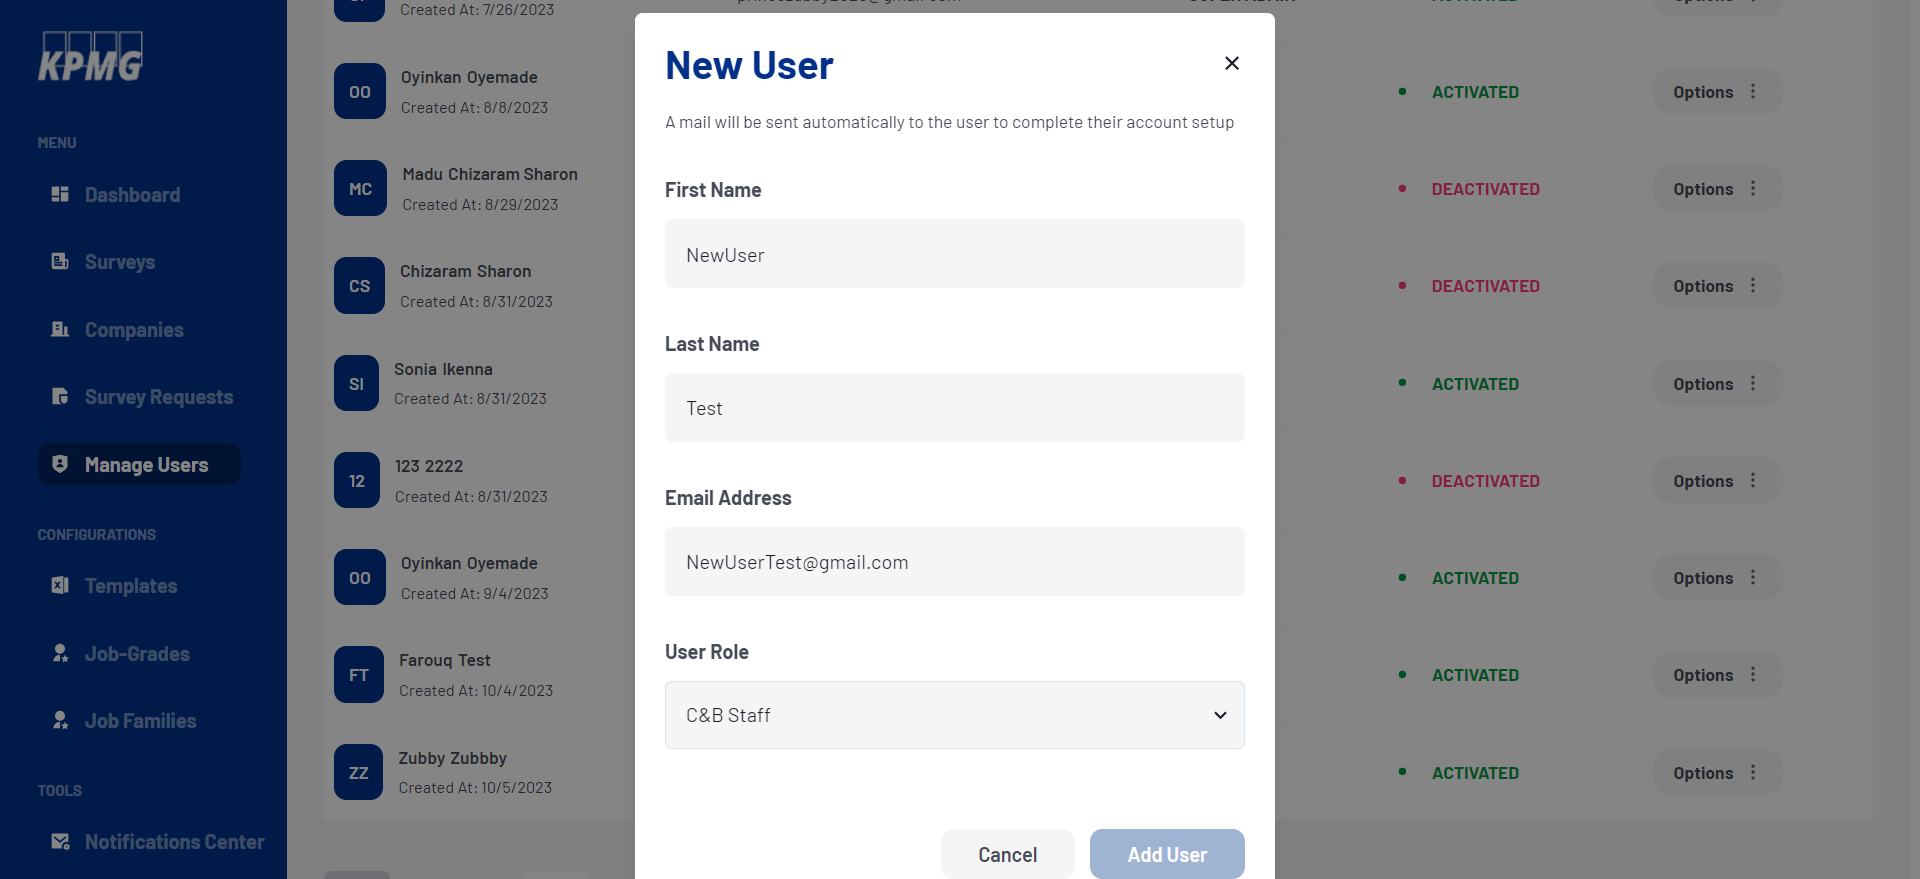 KPMG
MENU
Dashboard
Surveys
Companies
Survey Requests
Manage Users
CONFIGURATIONS
Templates
Job-Grades
Job Families
TOOLS
Notifications Center
Created At: 7/26/2023
OO
Oyinkan Oyemade
Created At: 8/8/2023
ACTIVATED
Options
MC
Madu Chizaram Sharon
Created At: 8/29/2023
DEACTIVATED
Options
CS
Chizaram Sharon
Created At: 8/31/2023
DEACTIVATED
Options
SI
Sonia Ikenna
Created At: 8/31/2023
ACTIVATED
Options
12
123 2222
Created At: 8/31/2023
DEACTIVATED
Options
OO
Oyinkan Oyemade
Created At: 9/4/2023
ACTIVATED
Options
FT
Farouq Test
Created At: 10/4/2023
ACTIVATED
Options
ZZ
Zubby Zubbby
Created At: 10/5/2023
ACTIVATED
Options
New User
A mail will be sent automatically to the user to complete their account setup
First Name
NewUser
Last Name
Test
Email Address
NewUserTest@gmail.com
User Role
C&B Staff
Cancel
Add User